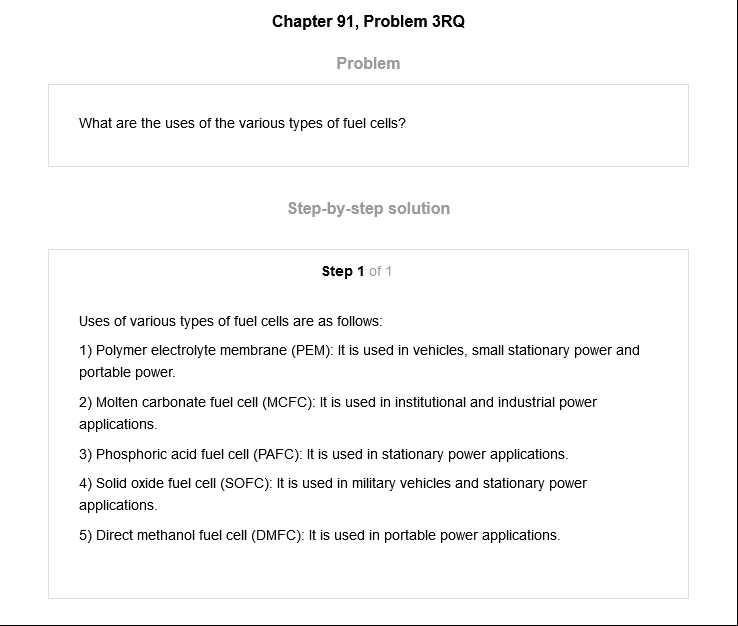 Chapter 91, Problem 3RQ
Problem
What are the uses of the various types of fuel cells?
Step-by-step solution
Step 1 of 1
Uses of various types of fuel cells are as follows:
1) Polymer electrolyte membrane (PEM): It is used in vehicles, small stationary power and
portable power.
2) Molten carbonate fuel cell (MCFC): It is used in institutional and industrial power
applications.
3) Phosphoric acid fuel cell (PAFC): It is used in stationary power applications.
4) Solid oxide fuel cell (SOFC): It is used in military vehicles and stationary power
applications.
5) Direct methanol fuel cell (DMFC): It is used in portable power applications.